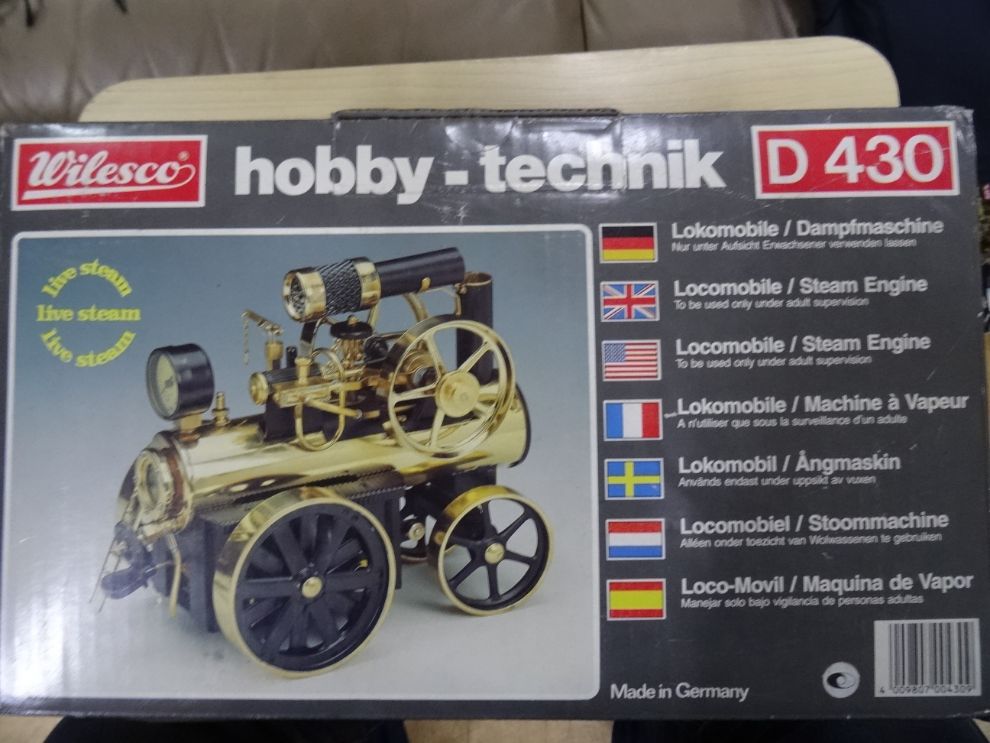 Wilesco®
hobby-technik
D 430
live steam
live steam
live steam
Lokomobile / Dampfmaschine
Nur unter Aufsicht Erwachsener verwenden lassen
Locomobile / Steam Engine
To be used only under adult supervision
Locomobile / Steam Engine
To be used only under adult supervision
Lokomobile / Machine à Vapeur
A n'utiliser que sous la surveillance d'un adulte
Lokomobil / Ångmaskin
Används endast under uppsikt av vuxen
Locomobiel / Stoommachine
Alléen onder toezicht van Wolwassenen te gebruiken
Loco-Movil / Maquina de Vapor
Manejar solo bajo vigilancia de personas adultas
Made in Germany
4 009807 004309